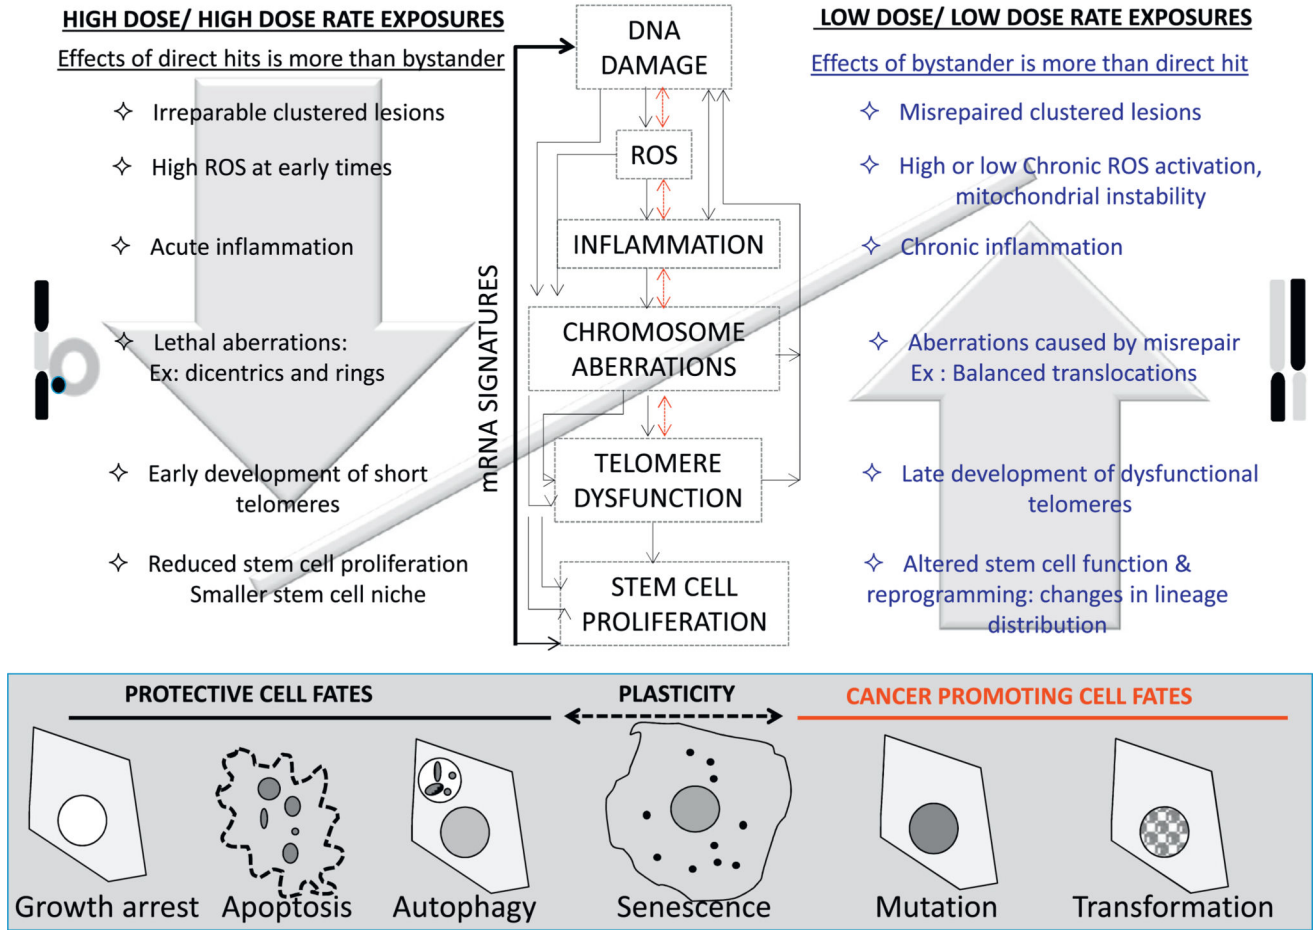 HIGH DOSE/ HIGH DOSE RATE EXPOSURES
Effects of direct hits is more than bystander
Irreparable clustered lesions
High ROS at early times
Acute inflammation
Lethal aberrations:
Ex: dicentrics and rings
Early development of short
telomeres
Reduced stem cell proliferation
Smaller stem cell niche
mRNA SIGNATURES
DNA
DAMAGE
ROS
INFLAMMATION
CHROMOSOME
ABERRATIONS
TELOMERE
DYSFUNCTION
STEM CELL
PROLIFERATION
LOW DOSE/ LOW DOSE RATE EXPOSURES
Effects of bystander is more than direct hit
Misrepaired clustered lesions
High or low Chronic ROS activation,
mitochondrial instability
Chronic inflammation
Aberrations caused by misrepair
Ex : Balanced translocations
Late development of dysfunctional
telomeres
Altered stem cell function &
reprogramming: changes in lineage
distribution
PROTECTIVE CELL FATES
PLASTICITY
CANCER PROMOTING CELL FATES
Growth arrest
Apoptosis
Autophagy
Senescence
Mutation
Transformation